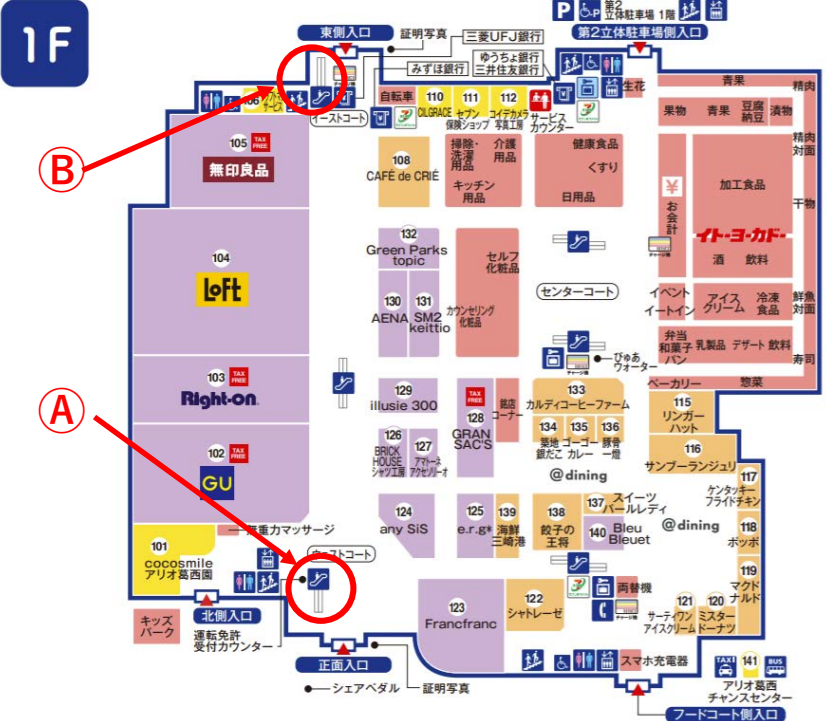 1F
P 第2立体駐車場 1階
東側入口
証明写真
三菱UFJ銀行
みずほ銀行
ゆうちょ銀行
三井住友銀行
第2立体駐車場側入口
B
106
サービス
イーストコート
自転車
110
CILGRACE
111
セブン
保険ショップ
112
コイデカメラ
写真工房
サービス
カウンター
生花
青果
精肉
果物
青果
豆腐
納豆
漬物
精肉
対面
105
TAX FREE
無印良品
108
CAFÉ de CRIÉ
掃除・
洗濯
用品
介護
用品
キッチン
用品
健康食品
くすり
日用品
¥
お会計
加工食品
干物
イトーヨーカドー
酒 飲料
チャージ機
104
LOFT
132
Green Parks
topic
セルフ
化粧品
センターコート
130
AENA
131
SM2
keittio
カウンセリング
化粧品
イベント
イートイン
アイス
クリーム
冷凍
食品
鮮魚
対面
ぴゅあ
ウォーター
チャージ機
弁当
和菓子
パン
乳製品
デザート
飲料
寿司
A
103
TAX FREE
Right-on
129
illusie 300
TAX FREE
128
GRAN
SAC'S
銘店
コーナー
133
カルディコーヒーファーム
ベーカリー
惣菜
115
リンガー
ハット
102
TAX FREE
GU
126
BRICK
HOUSE
シャツ工房
127
アマトーネ
アクセソリーオ
134
築地
銀だこ
135
ゴーゴー
カレー
136
豚骨
一燈
@dining
116
サンブーランジュリ
117
ケンタッキー
フライドチキン
124
any SiS
125
e.r.g*
139
海鮮
三崎港
138
餃子の
王将
137
スイーツ
パールレディ
140
Bleu
Bleuet
@dining
118
ポッポ
無重力マッサージ
101
cocosmile
アリオ葛西園
ウエストコート
119
マクド
ナルド
両替機
チャージ機
キッズ
パーク
北側入口
運転免許
受付カウンター
123
Francfranc
122
シャトレーゼ
121
サーティワン
アイスクリーム
120
ミスター
ドーナツ
正面入口
シェアペダル
証明写真
スマホ充電器
TAXI
141
BUS
アリオ葛西
チャンスセンター
フードコート側入口